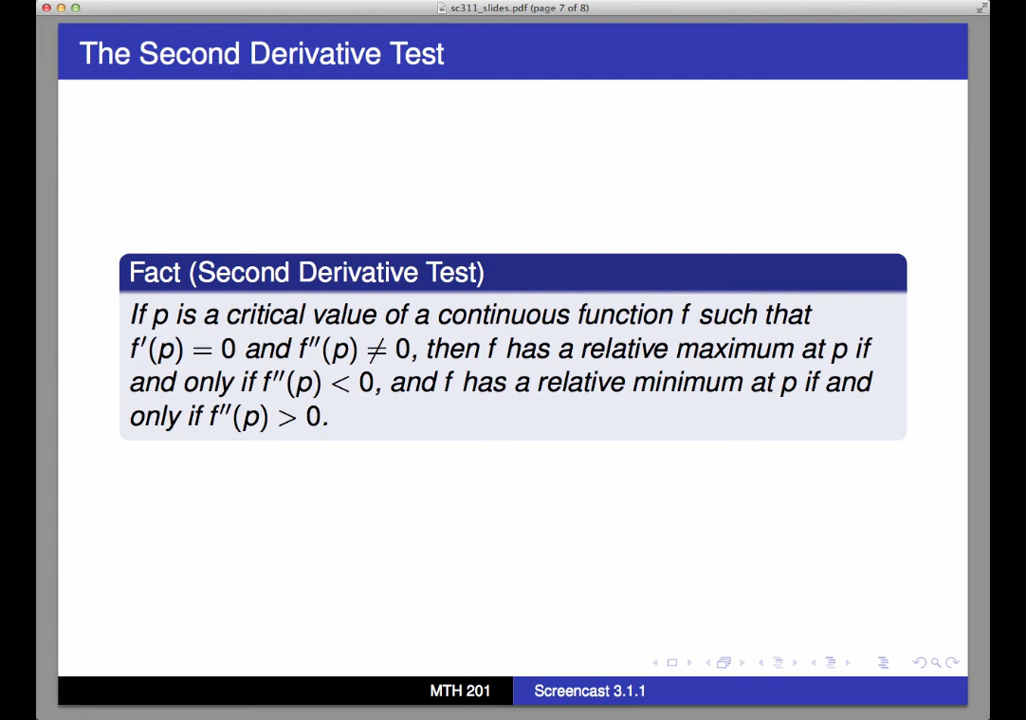 sc311_slides.pdf (page 7 of 8)
The Second Derivative Test
Fact (Second Derivative Test)
If p is a critical value of a continuous function f such that
f′(p) = 0 and f″(p) ≠ 0, then f has a relative maximum at p if
and only if f″(p) < 0, and f has a relative minimum at p if and
only if f″(p) > 0.
MTH 201
Screencast 3.1.1